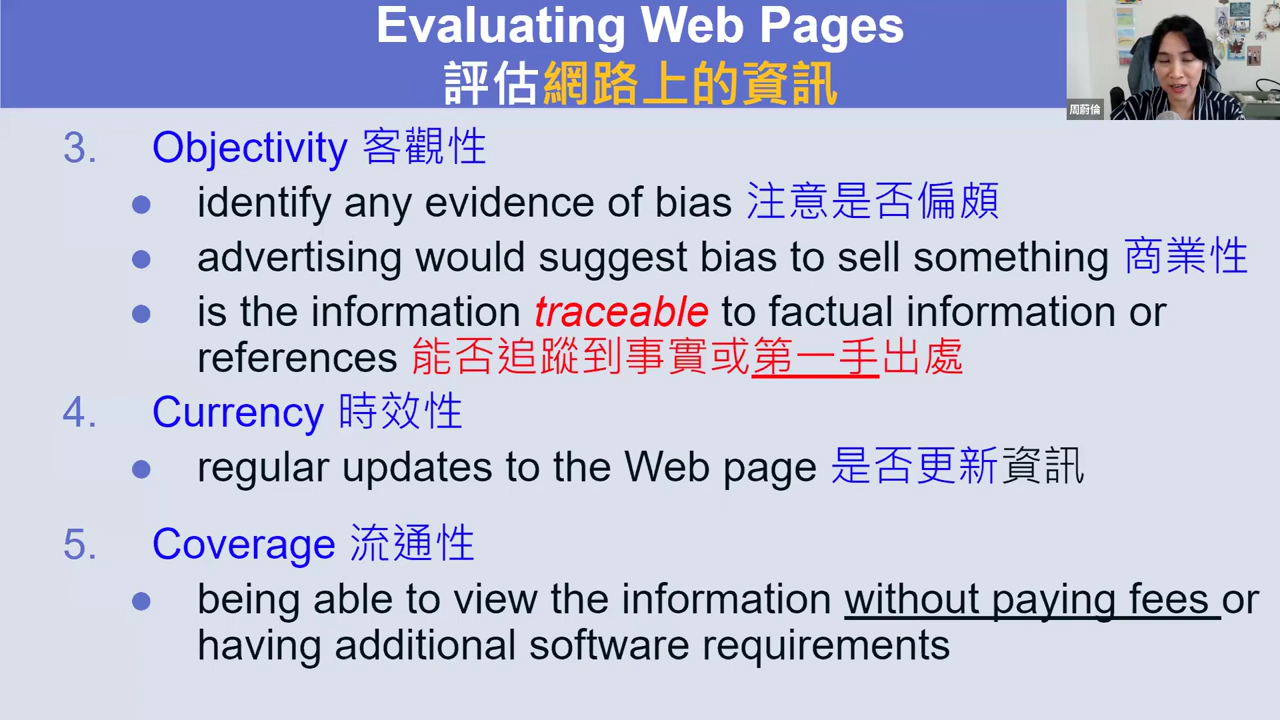 Evaluating Web Pages
評估網路上的資訊
周蔚倫
3. Objectivity 客觀性
● identify any evidence of bias 注意是否偏頗
● advertising would suggest bias to sell something 商業性
● is the information traceable to factual information or
references 能否追蹤到事實或第一手出處
4. Currency 時效性
● regular updates to the Web page 是否更新資訊
5. Coverage 流通性
● being able to view the information without paying fees or
having additional software requirements